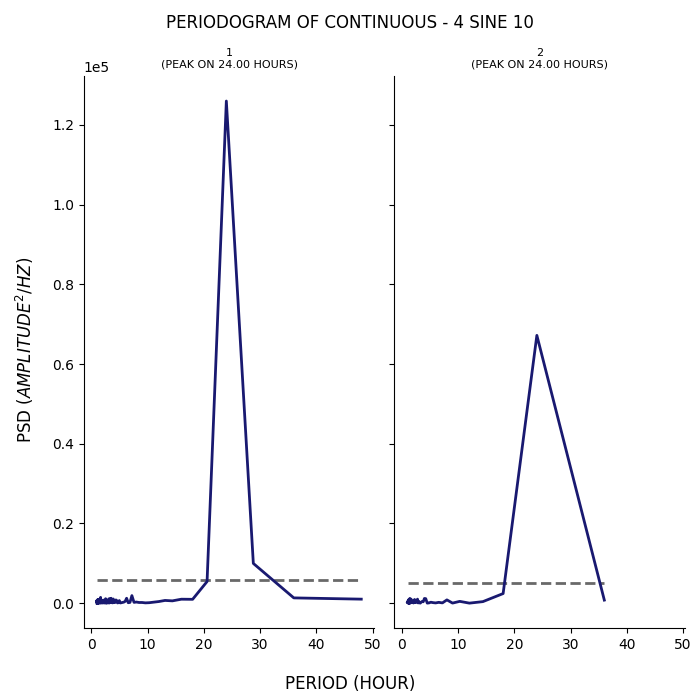 PERIODOGRAM OF CONTINUOUS - 4 SINE 10
1
(PEAK ON 24.00 HOURS)
2
(PEAK ON 24.00 HOURS)
1e5
1.2
1.0
0.8
0.6
0.4
0.2
0.0
PSD (AMPLITUDE²/HZ)
0 10 20 30 40 50
0 10 20 30 40 50
PERIOD (HOUR)